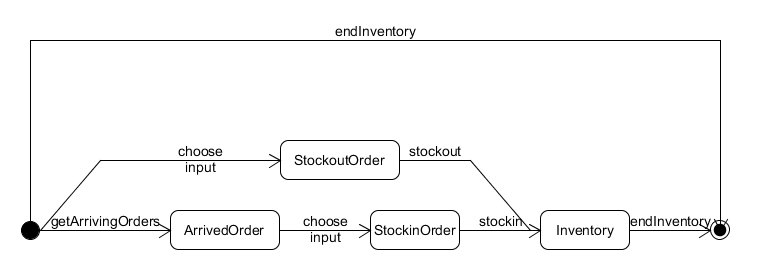 endInventory
choose
input
StockoutOrder
stockout
getArrivingOrders
ArrivedOrder
choose
input
StockinOrder
stockin
Inventory
endInventory